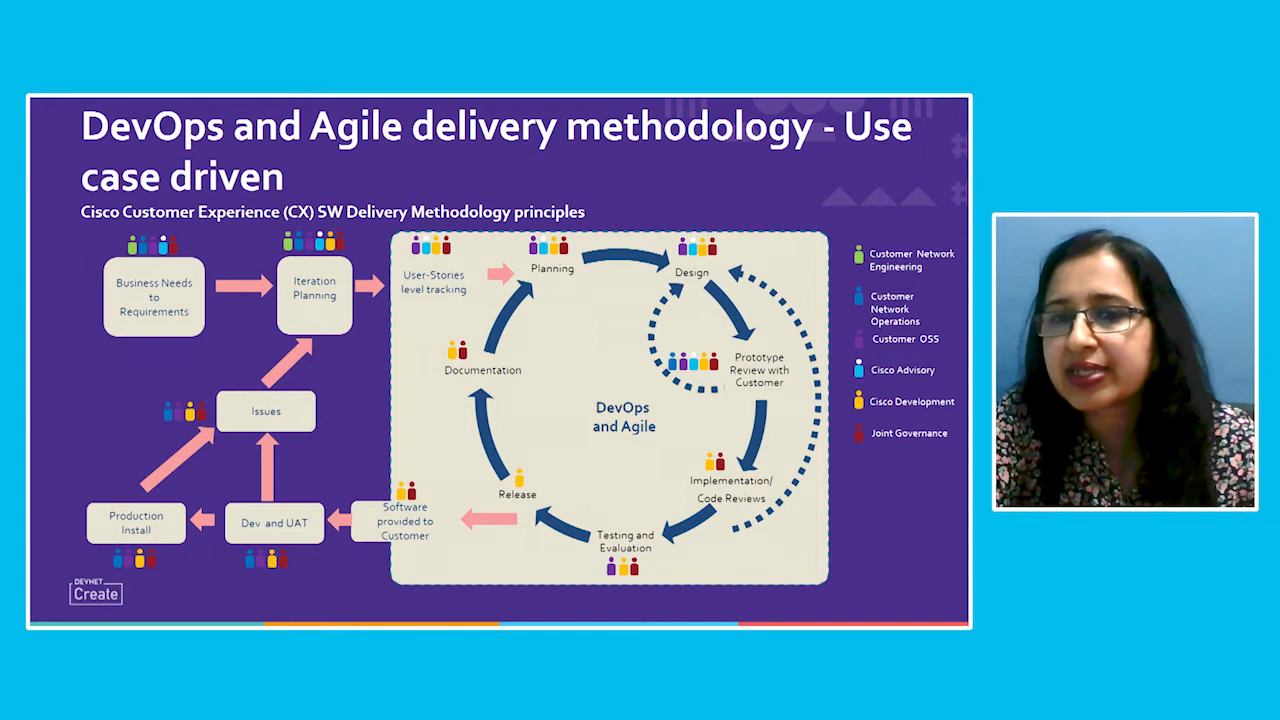 DevOps and Agile delivery methodology - Use
case driven
Cisco Customer Experience (CX) SW Delivery Methodology principles
Business Needs
to
Requirements
Iteration
Planning
User-Stories
level tracking
Planning
Design
Prototype
Review with
Customer
Implementation/
Code Reviews
Testing and
Evaluation
Release
Documentation
DevOps
and Agile
Software
provided to
Customer
Dev and UAT
Production
Install
Issues
Customer Network
Engineering
Customer
Network
Operations
Customer OSS
Cisco Advisory
Cisco Development
Joint Governance
DEVNET
Create